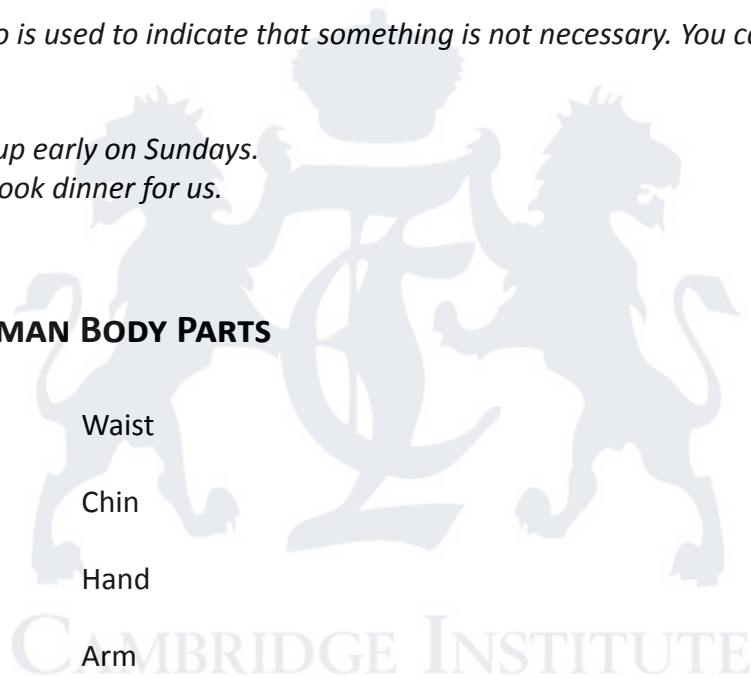 o is used to indicate that something is not necessary. You c
up early on Sundays.
ook dinner for us.
MAN BODY PARTS
Waist
Chin
Hand
Arm
CAMBRIDGE INSTITUTE